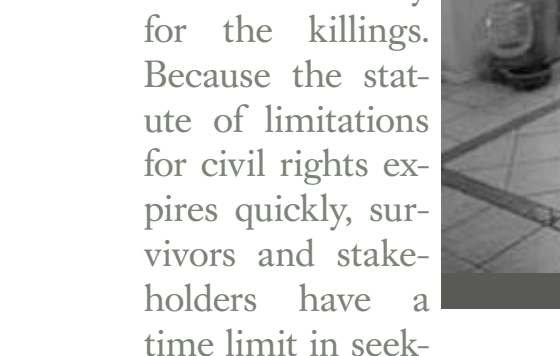 for the killings.
Because the stat-
ute of limitations
for civil rights ex-
pires quickly, sur-
vivors and stake-
holders have a
time limit in seek-